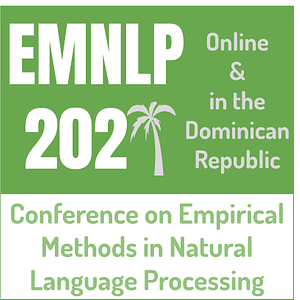 EMNLP
202
Online
&
in the
Dominican
Republic
Conference on Empirical
Methods in Natural
Language Processing